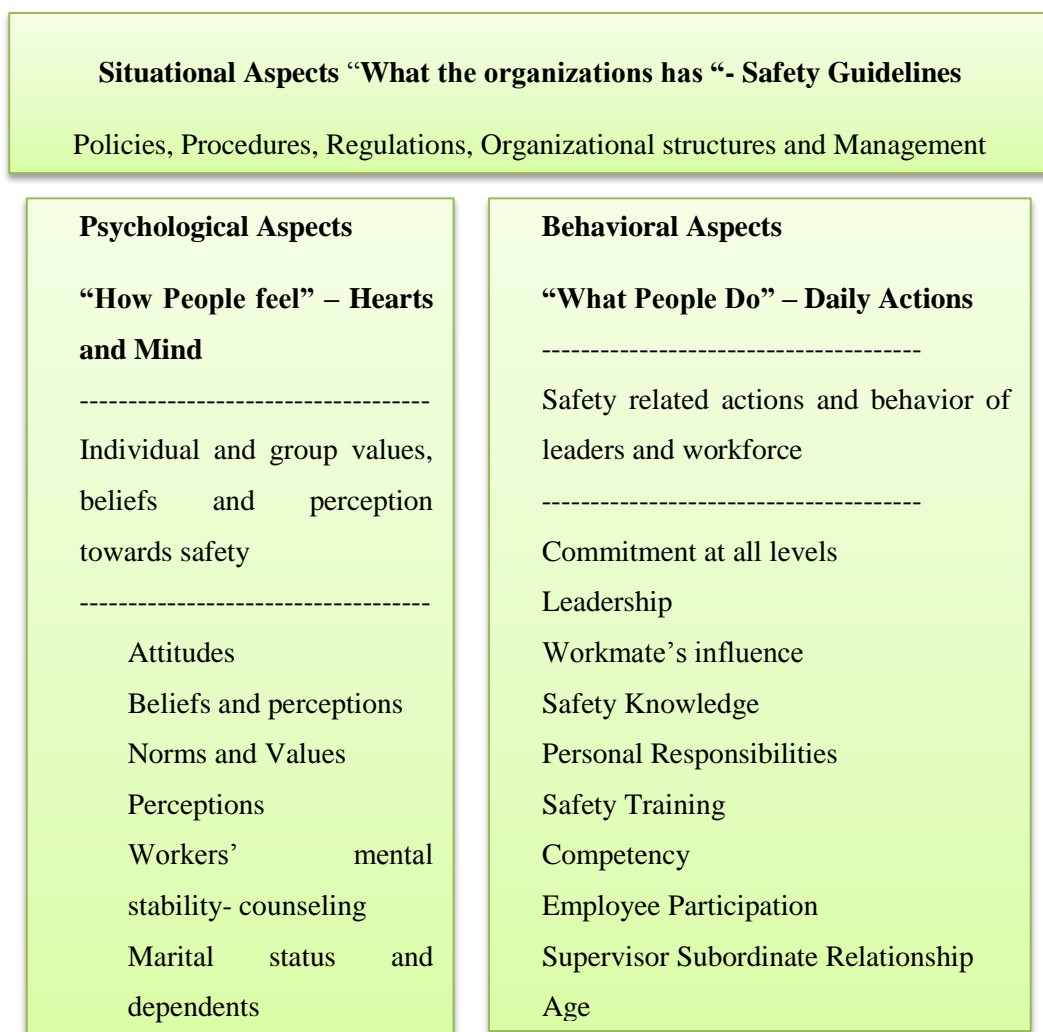 Situational Aspects “What the organizations has “- Safety Guidelines
Policies, Procedures, Regulations, Organizational structures and Management
Psychological Aspects
“How People feel” – Hearts
and Mind
------------------------------------
Individual and group values,
beliefs and perception
towards safety
------------------------------------
Attitudes
Beliefs and perceptions
Norms and Values
Perceptions
Workers’ mental
stability- counseling
Marital status and
dependents
Behavioral Aspects
“What People Do” – Daily Actions
---------------------------------------
Safety related actions and behavior of
leaders and workforce
---------------------------------------
Commitment at all levels
Leadership
Workmate’s influence
Safety Knowledge
Personal Responsibilities
Safety Training
Competency
Employee Participation
Supervisor Subordinate Relationship
Age